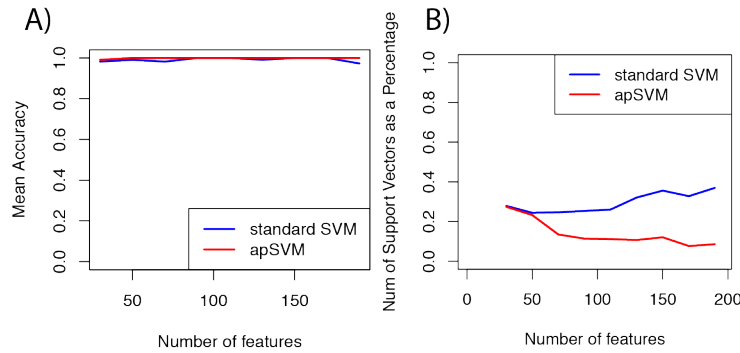 A)
Mean Accuracy
1.0
0.8
0.6
0.4
0.2
0.0
standard SVM
apSVM
50
100
150
Number of features
B)
Num of Support Vectors as a Percentage
1.0
0.8
0.6
0.4
0.2
0.0
standard SVM
apSVM
0
50
100
150
200
Number of features